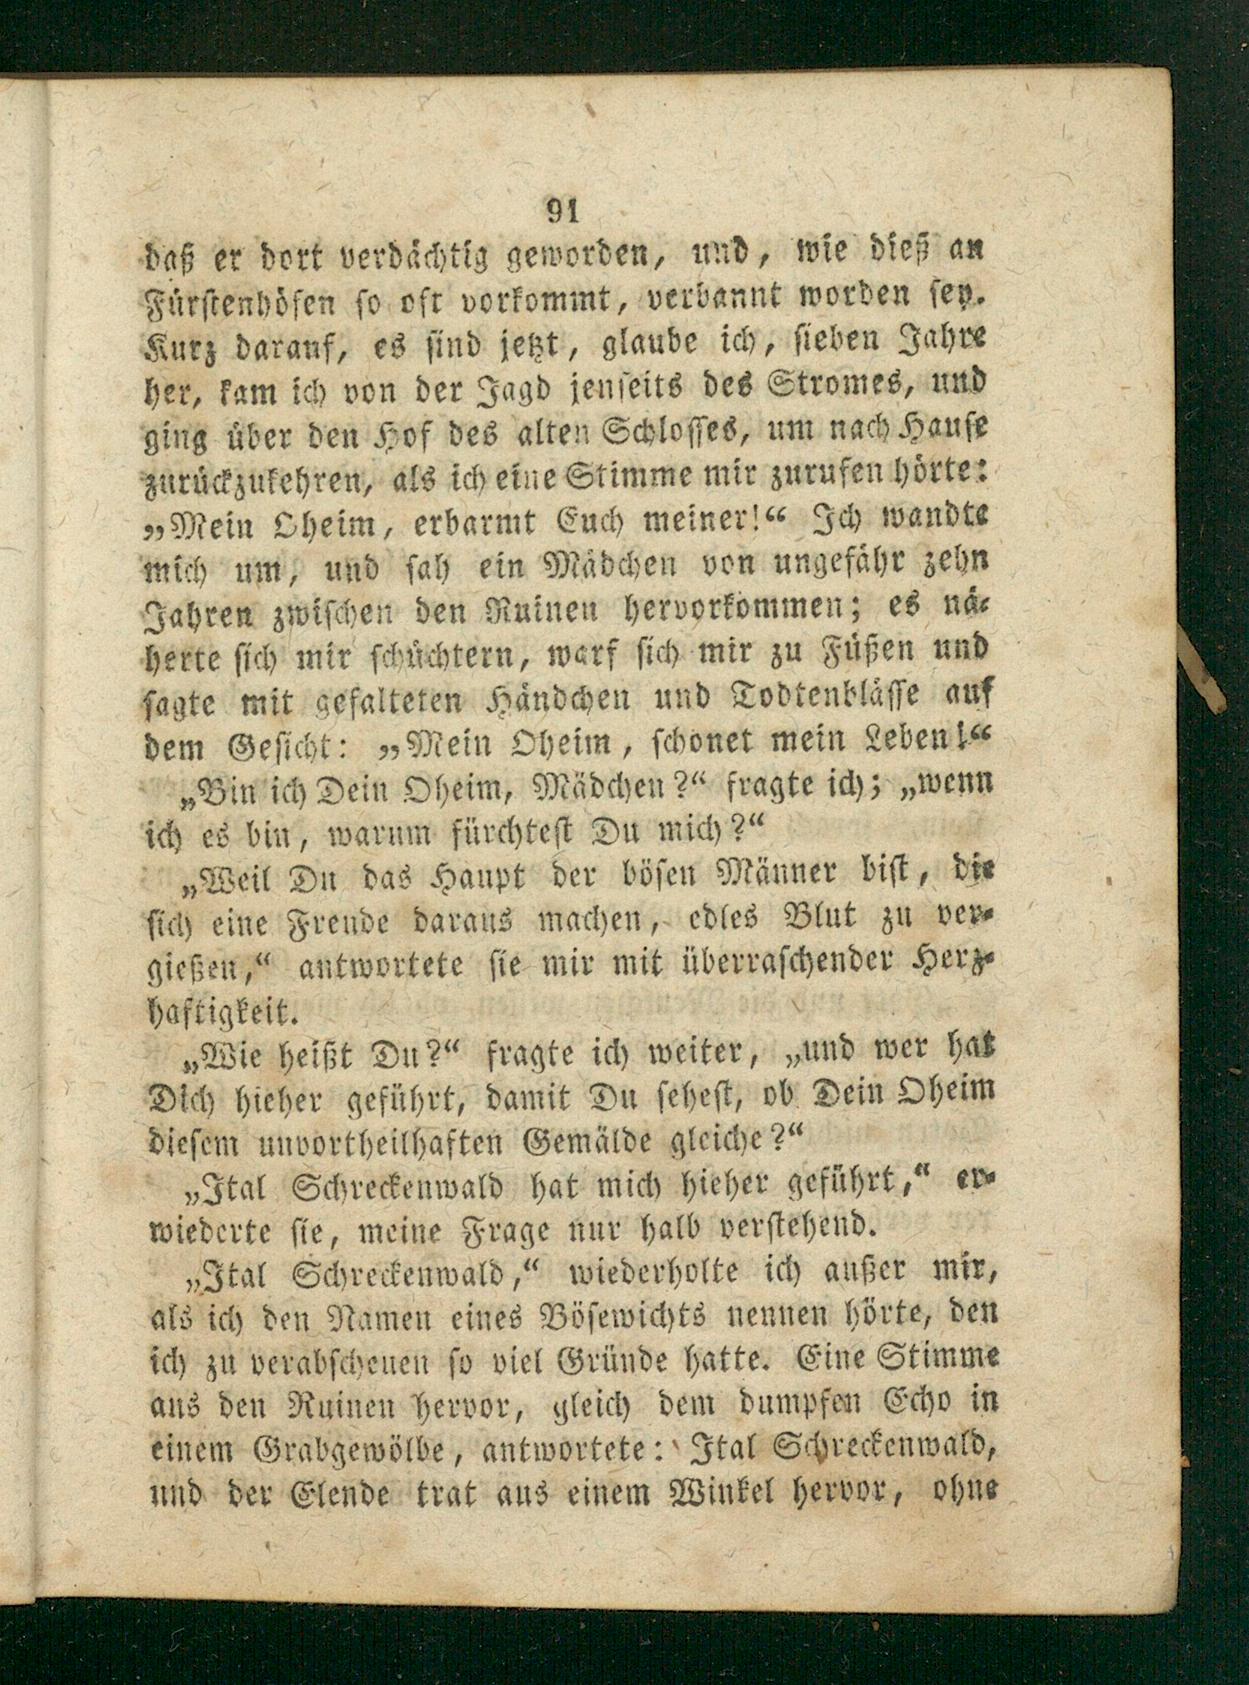 91
daß er dort verdächtig geworden, und, wie dieß an
Fürstenhöfen so oft vorkommt, verbannt worden sey.
Kurz darauf, es sind jetzt, glaube ich, sieben Jahre
her, kam ich von der Jagd jenseits des Stromes, und
ging über den Hof des alten Schlosses, um nach Hause
zurückzukehren, als ich eine Stimme mir zurufen hörte:
„Mein Oheim, erbarmt Euch meiner!“ Ich wandte
mich um, und sah ein Mädchen von ungefähr zehn
Jahren zwischen den Ruinen hervorkommen; es nä-
herte sich mir schüchtern, warf sich mir zu Füßen und
sagte mit gefalteten Händchen und Todtenblässe auf
dem Gesicht: „Mein Oheim, schonet mein Leben!“
„Bin ich Dein Oheim, Mädchen?“ fragte ich; „wenn
ich es bin, warum fürchtest Du mich?“
„Weil Du das Haupt der bösen Männer bist, die
sich eine Freude daraus machen, edles Blut zu ver-
gießen,“ antwortete sie mir mit überraschender Herz-
haftigkeit.
„Wie heißt Du?“ fragte ich weiter, „und wer hat
Dich hieher geführt, damit Du sehest, ob Dein Oheim
diesem unvortheilhaften Gemälde gleiche?“
„Ital Schreckenwald hat mich hieher geführt,“ er-
wiederte sie, meine Frage nur halb verstehend.
„Ital Schreckenwald,“ wiederholte ich außer mir,
als ich den Namen eines Bösewichts nennen hörte, den
ich zu verabscheuen so viel Gründe hatte. Eine Stimme
aus den Ruinen hervor, gleich dem dumpfen Echo in
einem Grabgewölbe, antwortete: Ital Schreckenwald,
und der Elende trat aus einem Winkel hervor, ohne